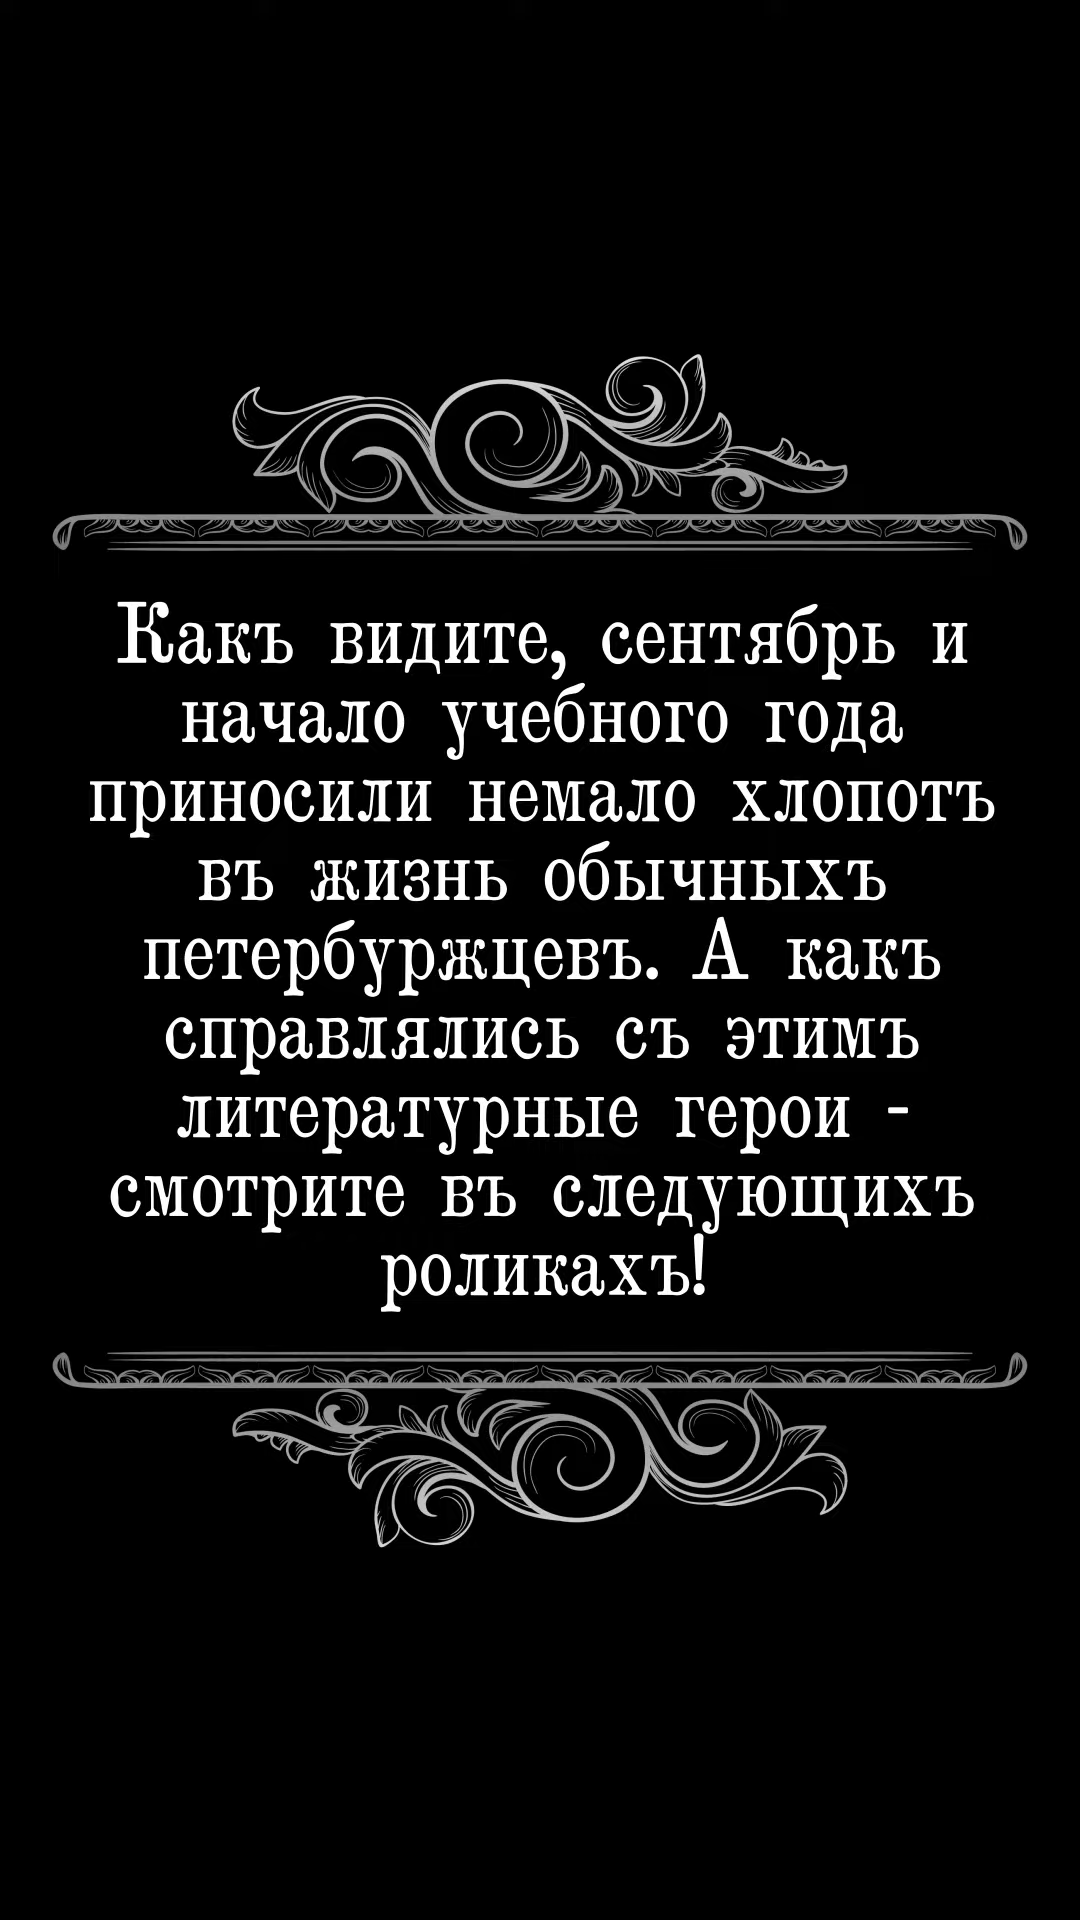 Какъ видите, сентябрь и
начало учебного года
приносили немало хлопотъ
въ жизнь обычныхъ
петербуржцевъ. А какъ
справлялись съ этимъ
литературные герои -
смотрите въ следующихъ
роликахъ!